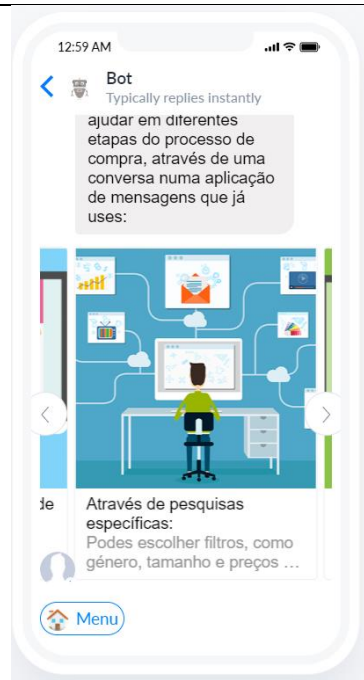 12:59 AM
Bot
Typically replies instantly
ajudar em diferentes
etapas do processo de
compra, através de uma
conversa numa aplicação
de mensagens que já
uses:
de
Através de pesquisas
específicas:
Podes escolher filtros, como
género, tamanho e preços …
Menu